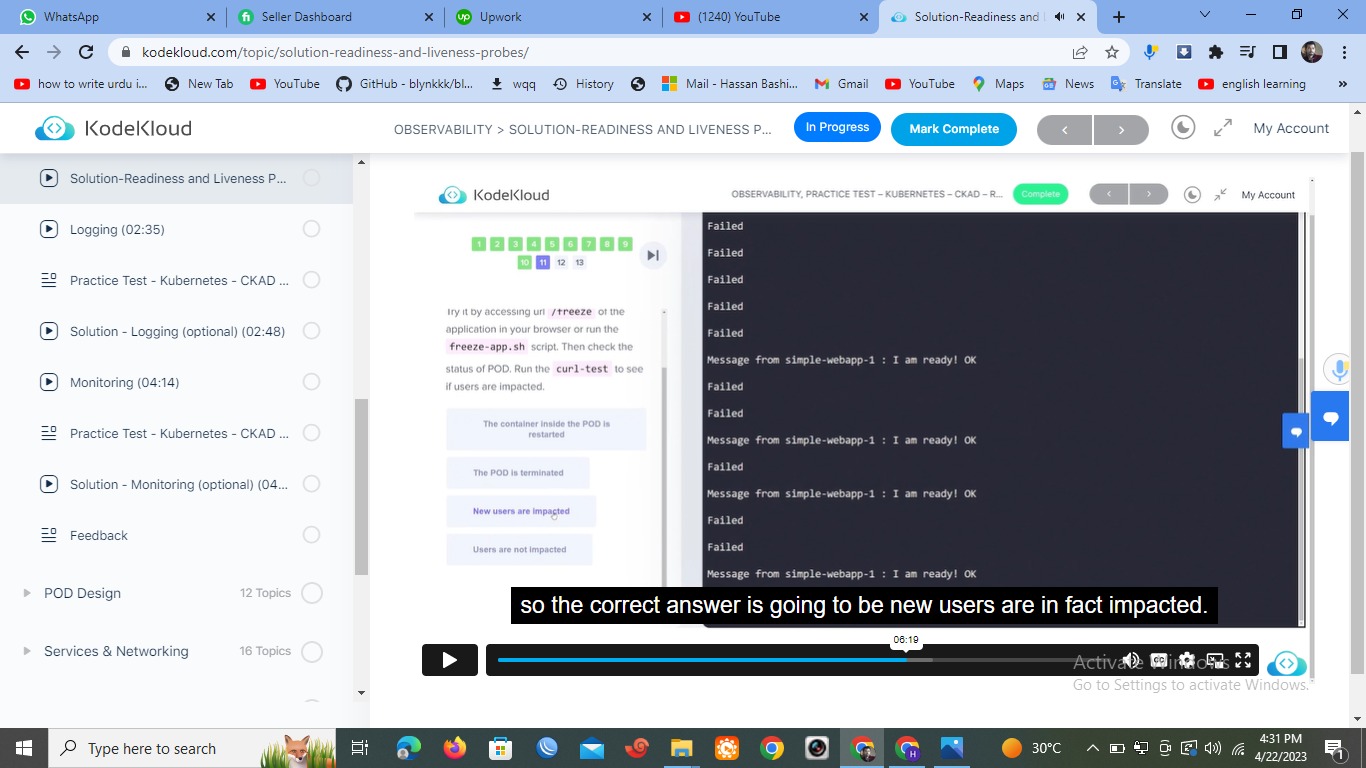 WhatsApp
Seller Dashboard
Upwork
(1240) YouTube
Solution-Readiness and
kodekloud.com/topic/solution-readiness-and-liveness-probes/
how to write urdu i...
New Tab
YouTube
GitHub - blynkkk/bl...
wqq
History
Mail - Hassan Bashi...
Gmail
YouTube
Maps
News
Translate
english learning
KodeKloud
OBSERVABILITY > SOLUTION-READINESS AND LIVENESS P...
In Progress
Mark Complete
My Account
Solution-Readiness and Liveness P...
Logging (02:35)
Practice Test - Kubernetes - CKAD ...
Solution - Logging (optional) (02:48)
Monitoring (04:14)
Practice Test - Kubernetes - CKAD ...
Solution - Monitoring (optional) (04...
Feedback
POD Design 12 Topics
Services & Networking 16 Topics
KodeKloud
OBSERVABILITY, PRACTICE TEST – KUBERNETES – CKAD – R...
Complete
My Account
1 2 3 4 5 6 7 8 9
10 11 12 13
Try it by accessing url /freeze of the
application in your browser or run the
freeze-app.sh script. Then check the
status of POD. Run the curl-test to see
if users are impacted.
The container inside the POD is
restarted
The POD is terminated
New users are impacted
Users are not impacted
Failed
Failed
Failed
Failed
Failed
Message from simple-webapp-1 : I am ready! OK
Failed
Failed
Message from simple-webapp-1 : I am ready! OK
Failed
Message from simple-webapp-1 : I am ready! OK
Failed
Failed
Message from simple-webapp-1 : I am ready! OK
so the correct answer is going to be new users are in fact impacted.
06:19
CC
Activate Windows
Go to Settings to activate Windows.
Type here to search
H
30°C
4:31 PM
4/22/2023
1